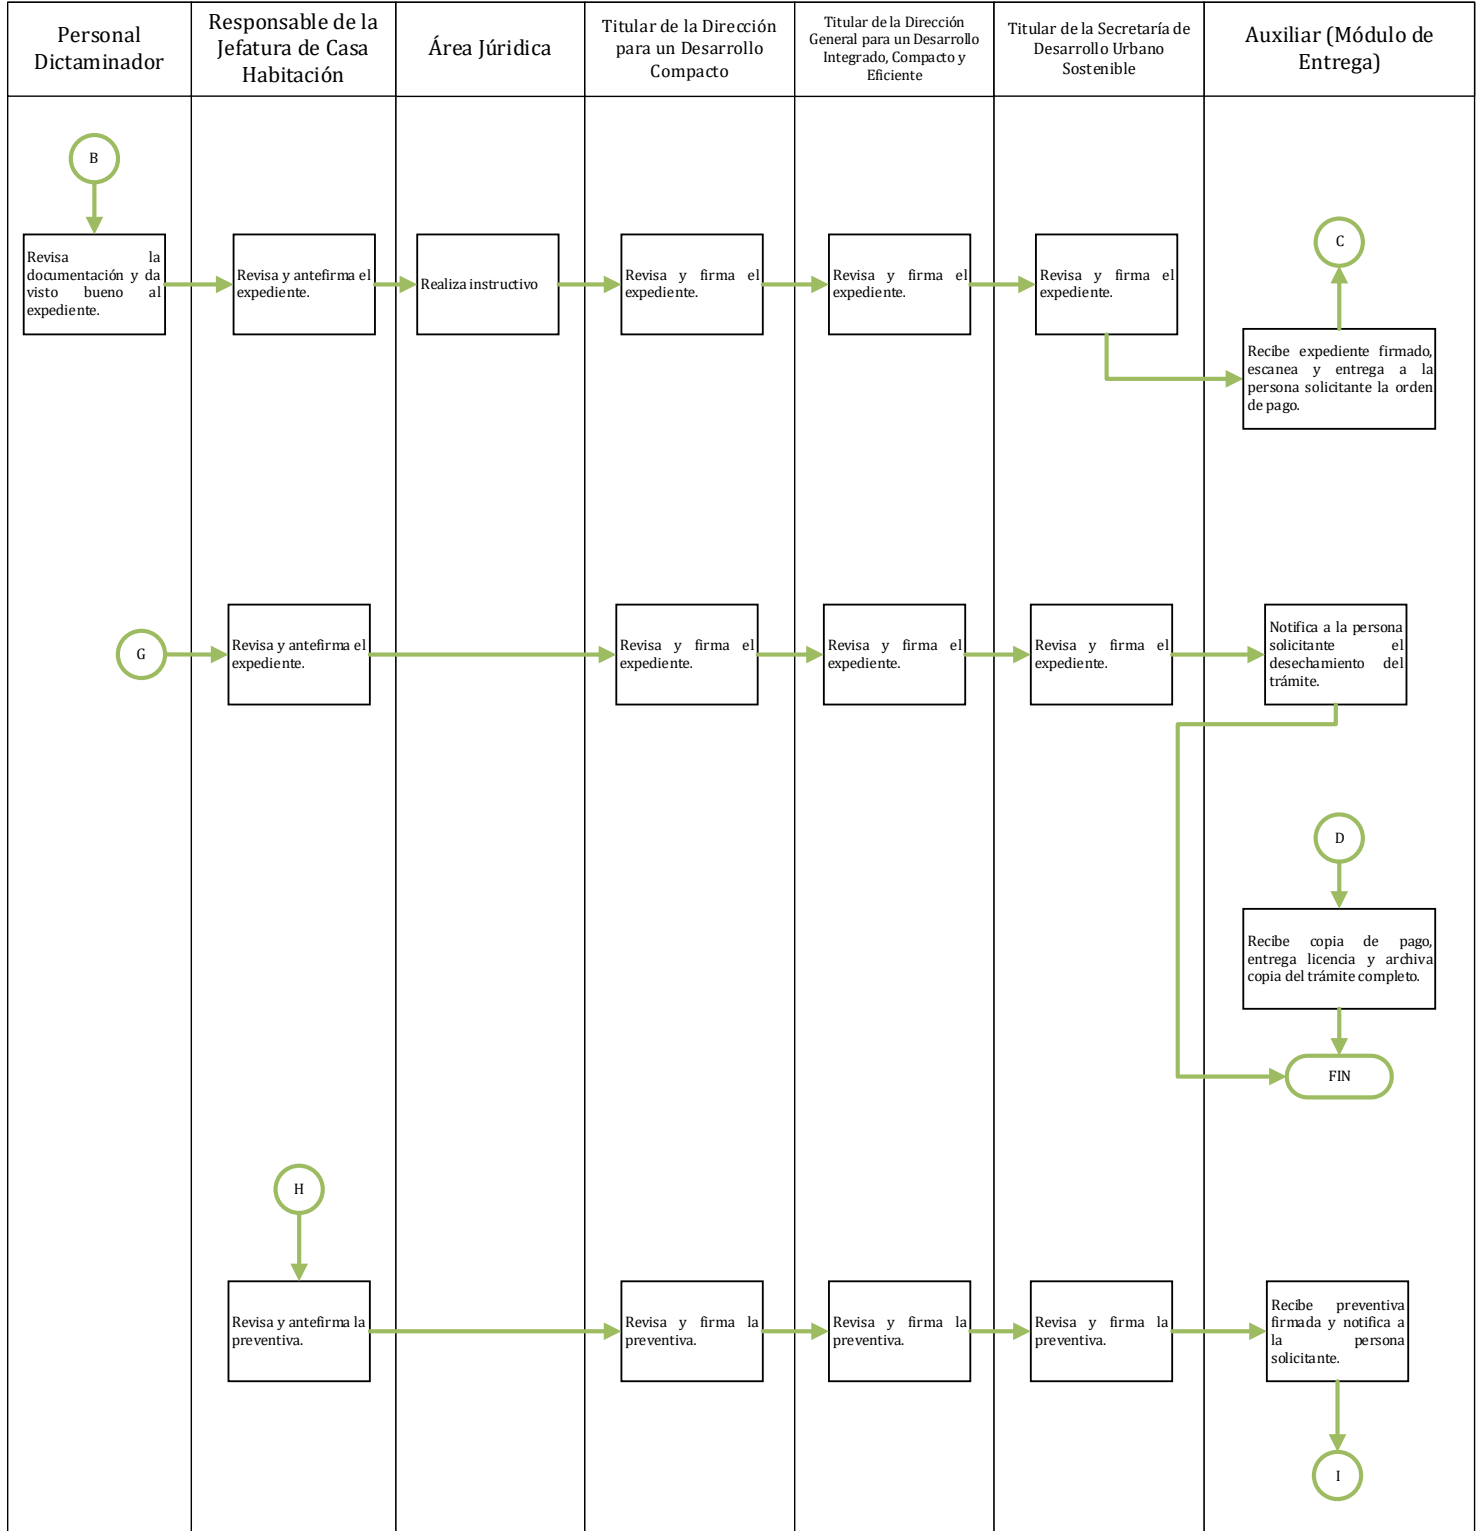 Personal
Dictaminador
Responsable de la
Jefatura de Casa
Habitación
Área Júridica
Titular de la Dirección
para un Desarrollo
Compacto
Titular de la Dirección
General para un Desarrollo
Integrado, Compacto y
Eficiente
Titular de la Secretaría de
Desarrollo Urbano
Sostenible
Auxiliar (Módulo de
Entrega)
B
Revisa la
documentación y da
visto bueno al
expediente.
Revisa y antefirma el
expediente.
Realiza instructivo
Revisa y firma el
expediente.
Revisa y firma el
expediente.
Revisa y firma el
expediente.
C
Recibe expediente firmado,
escanea y entrega a la
persona solicitante la orden
de pago.
G
Revisa y antefirma el
expediente.
Revisa y firma el
expediente.
Revisa y firma el
expediente.
Revisa y firma el
expediente.
Notifica a la persona
solicitante el
desechamiento del
trámite.
D
Recibe copia de pago,
entrega licencia y archiva
copia del trámite completo.
FIN
H
Revisa y antefirma la
preventiva.
Revisa y firma la
preventiva.
Revisa y firma la
preventiva.
Revisa y firma la
preventiva.
Recibe preventiva
firmada y notifica a
la persona
solicitante.
I